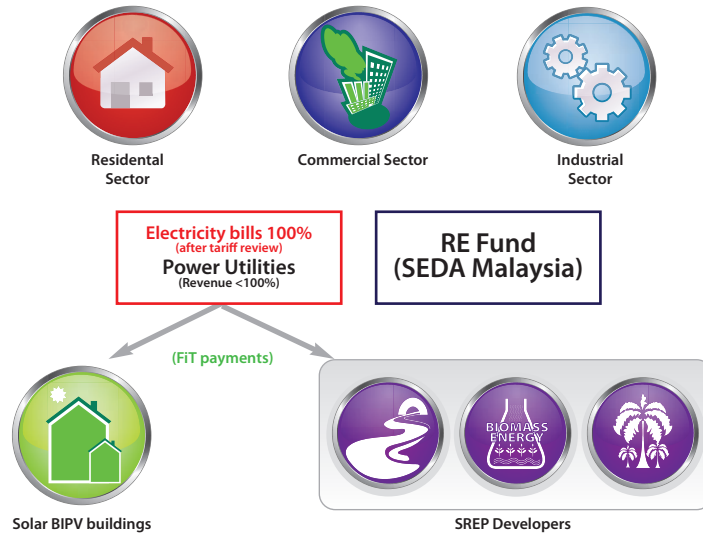 Residental
Sector
Commercial Sector
Industrial
Sector
Electricity bills 100%
(after tariff review)
Power Utilities
(Revenue <100%)
RE Fund
(SEDA Malaysia)
(FiT payments)
BIOMASS
ENERGY
Solar BIPV buildings
SREP Developers